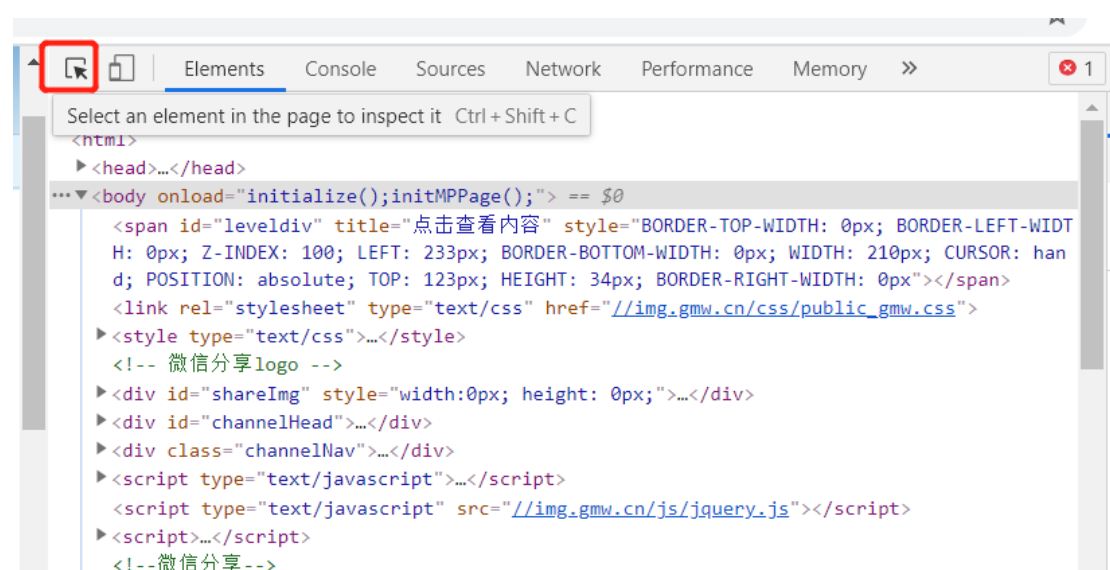 Elements Console Sources Network Performance Memory » 1
Select an element in the page to inspect it Ctrl + Shift + C
<html>
<head>…</head>
<body onload="initialize();initMPPage();"> == $0
<span id="leveldiv" title="点击查看内容" style="BORDER-TOP-WIDTH: 0px; BORDER-LEFT-WIDT
H: 0px; Z-INDEX: 100; LEFT: 233px; BORDER-BOTTOM-WIDTH: 0px; WIDTH: 210px; CURSOR: han
d; POSITION: absolute; TOP: 123px; HEIGHT: 34px; BORDER-RIGHT-WIDTH: 0px"></span>
<link rel="stylesheet" type="text/css" href="//img.gmw.cn/css/public_gmw.css">
<style type="text/css">…</style>
<!-- 微信分享logo -->
<div id="shareImg" style="width:0px; height: 0px;">…</div>
<div id="channelHead">…</div>
<div class="channelNav">…</div>
<script type="text/javascript">…</script>
<script type="text/javascript" src="//img.gmw.cn/js/jquery.js"></script>
<script>…</script>
<!--微信分享-->